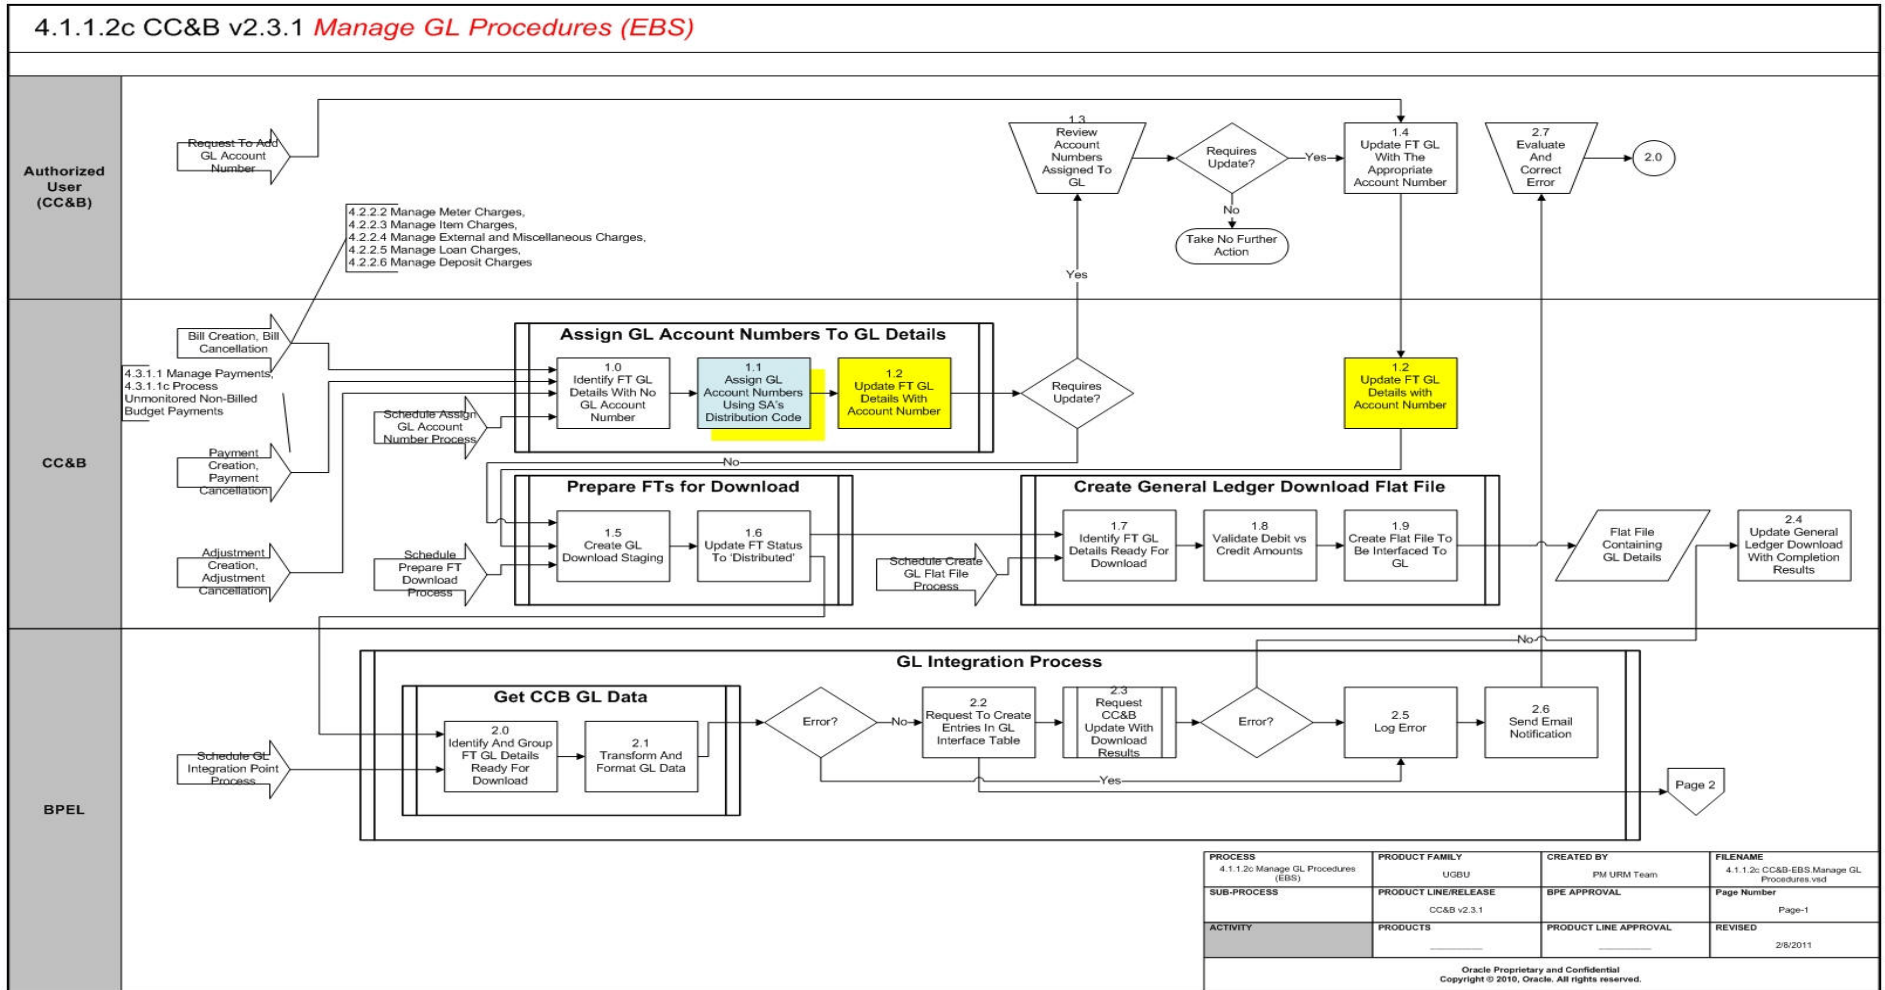 4.1.1.2c CC&B v2.3.1 Manage GL Procedures (EBS)
Authorized
User
(CC&B)
Request To Add
GL Account
Number
4.2.2.2 Manage Meter Charges,
4.2.2.3 Manage Item Charges,
4.2.2.4 Manage External and Miscellaneous Charges,
4.2.2.5 Manage Loan Charges,
4.2.2.6 Manage Deposit Charges
1.3
Review
Account
Numbers
Assigned To
GL
Requires
Update?
Yes
No
Take No Further
Action
1.4
Update FT GL
With The
Appropriate
Account Number
2.7
Evaluate
And
Correct
Error
2.0
Yes
CC&B
Bill Creation, Bill
Cancellation
4.3.1.1 Manage Payments,
4.3.1.1c Process
Unmonitored Non-Billed
Budget Payments
Payment
Creation,
Payment
Cancellation
Adjustment
Creation,
Adjustment
Cancellation
Schedule Assign
GL Account
Number Process
Assign GL Account Numbers To GL Details
1.0
Identify FT GL
Details With No
GL Account
Number
1.1
Assign GL
Account Numbers
Using SA's
Distribution Code
1.2
Update FT GL
Details With
Account Number
Requires
Update?
1.2
Update FT GL
Details with
Account Number
No
Schedule
Prepare FT
Download
Process
Prepare FTs for Download
1.5
Create GL
Download Staging
1.6
Update FT Status
To 'Distributed'
Schedule Create
GL Flat File
Process
Create General Ledger Download Flat File
1.7
Identify FT GL
Details Ready For
Download
1.8
Validate Debit vs
Credit Amounts
1.9
Create Flat File To
Be Interfaced To
GL
Flat File
Containing
GL Details
2.4
Update General
Ledger Download
With Completion
Results
BPEL
Schedule GL
Integration Point
Process
GL Integration Process
Get CCB GL Data
2.0
Identify And Group
FT GL Details
Ready For
Download
2.1
Transform And
Format GL Data
Error?
No
2.2
Request To Create
Entries In GL
Interface Table
2.3
Request
CC&B
Update With
Download
Results
Error?
No
2.5
Log Error
2.6
Send Email
Notification
Yes
Page 2
PROCESS
4.1.1.2c Manage GL Procedures
(EBS)
PRODUCT FAMILY
UGBU
CREATED BY
PM URM Team
FILENAME
4.1.1.2c CC&B-EBS.Manage GL
Procedures.vsd
SUB-PROCESS
PRODUCT LINE/RELEASE
CC&B v2.3.1
BPE APPROVAL
Page Number
Page-1
ACTIVITY
PRODUCTS
PRODUCT LINE APPROVAL
REVISED
2/8/2011
Oracle Proprietary and Confidential
Copyright © 2010, Oracle. All rights reserved.